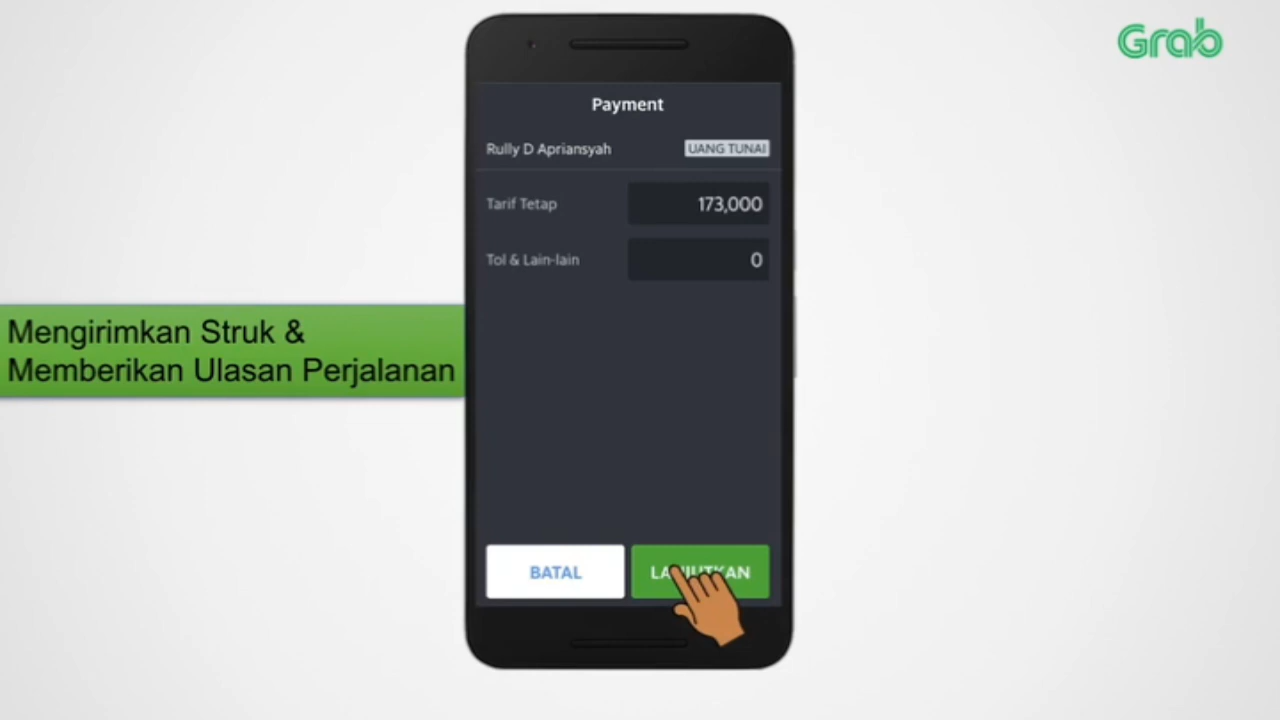 Grab
Payment
Rully D Apriansyah
UANG TUNAI
Tarif Tetap
173,000
Tol & Lain-lain
0
Mengirimkan Struk &
Memberikan Ulasan Perjalanan
BATAL
LANJUTKAN